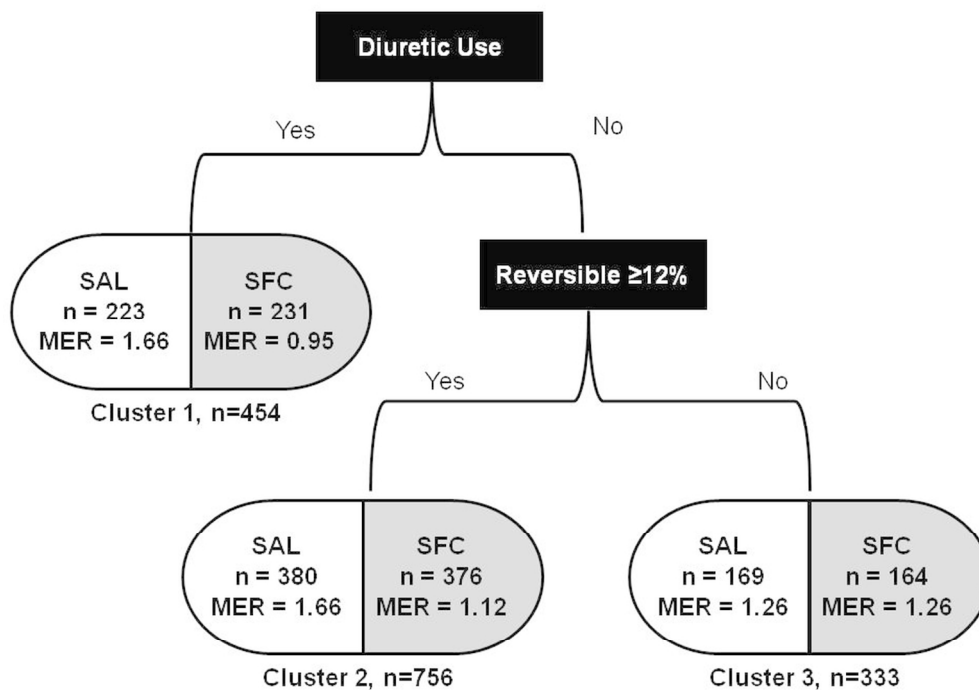 Diuretic Use
Yes
No
SAL
n = 223
MER = 1.66
SFC
n = 231
MER = 0.95
Cluster 1, n=454
Reversible ≥12%
Yes
No
SAL
n = 380
MER = 1.66
SFC
n = 376
MER = 1.12
Cluster 2, n=756
SAL
n = 169
MER = 1.26
SFC
n = 164
MER = 1.26
Cluster 3, n=333